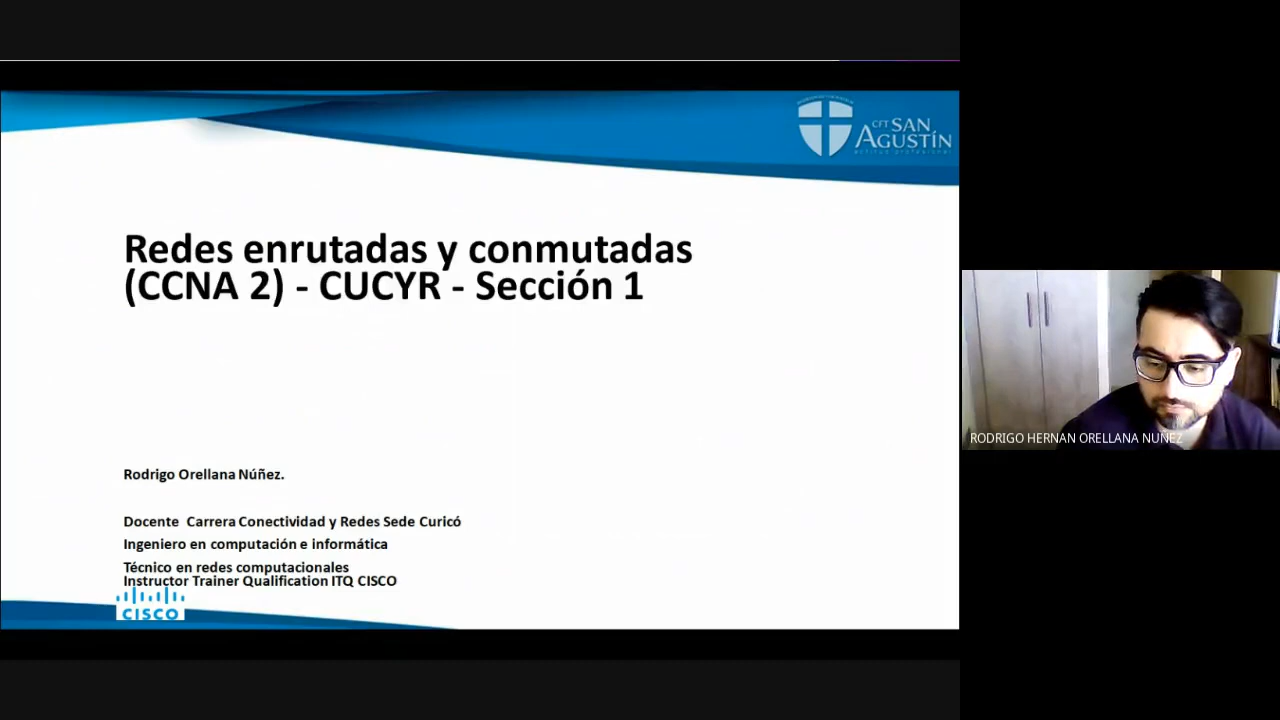 CFT SAN
AGUSTÍN
Redes enrutadas y conmutadas
(CCNA 2) - CUCYR - Sección 1
Rodrigo Orellana Núñez.
Docente  Carrera Conectividad y Redes Sede Curicó
Ingeniero en computación e informática
Técnico en redes computacionales
Instructor Trainer Qualification ITQ CISCO
CISCO
RODRIGO HERNAN ORELLANA NUÑEZ